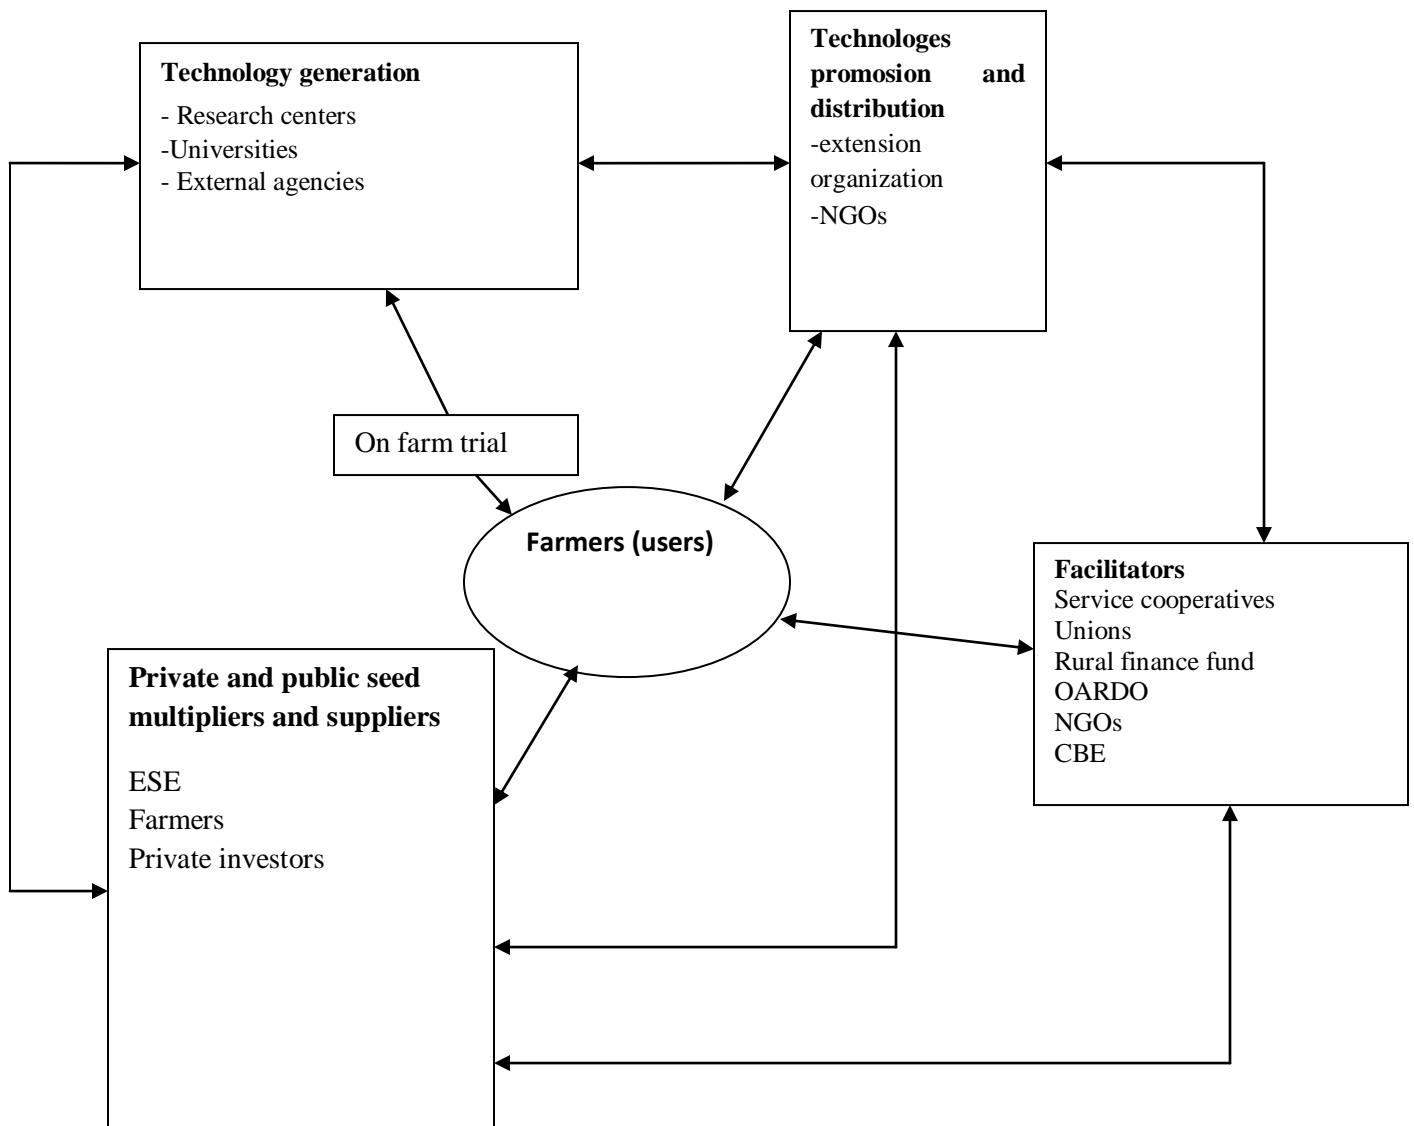 Technology generation
- Research centers
-Universities
- External agencies
Technologes
promosion and
distribution
-extension
organization
-NGOs
On farm trial
Farmers (users)
Facilitators
Service cooperatives
Unions
Rural finance fund
OARDO
NGOs
CBE
Private and public seed
multipliers and suppliers
ESE
Farmers
Private investors